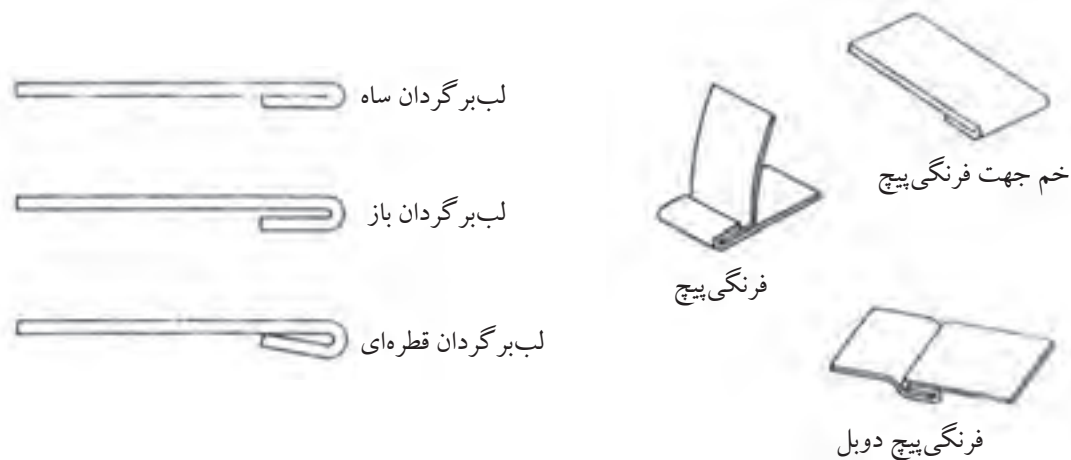 لب‌برگردان ساه
خم جهت فرنگی‌پیچ
لب‌برگردان باز
فرنگی‌پیچ
لب‌برگردان قطره‌ای
فرنگی‌پیچ دوبل